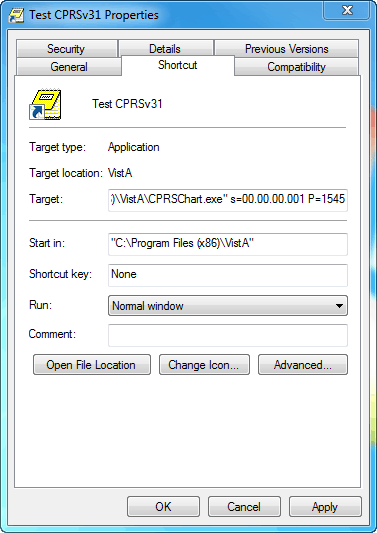 Test CPRSv31 Properties
Security Details Previous Versions
General Shortcut Compatibility
Test CPRSv31
Target type: Application
Target location: VistA
Target: )\VistA\CPRSChart.exe" s=00.00.00.001 P=1545
Start in: "C:\Program Files (x86)\VistA"
Shortcut key: None
Run: Normal window
Comment:
Open File Location Change Icon... Advanced...
OK Cancel Apply